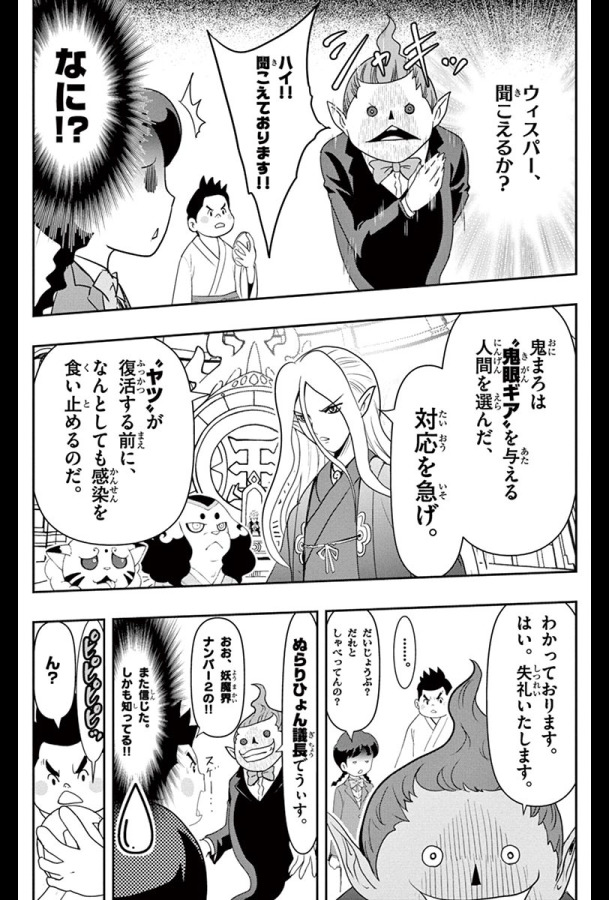 ウィスパー、
聞こえるか？
シャキッ
ハイ!!
聞こえております!!
なに!?
鬼まろは
〝鬼眼ギア〟を与える
人間を選んだ、
対応を急げ。
〝ヤツ〟が
復活する前に、
なんとしても感染を
食い止めるのだ。
わかっております。
はい。失礼いたします。
……。
だいじょうぶ？
だれと
しゃべってんの？
ぬらりひょん議長でうぃす。
おお、妖魔界
ナンバー２の!!
スゲー…
また信じた。
しかも知ってる!!
ん？